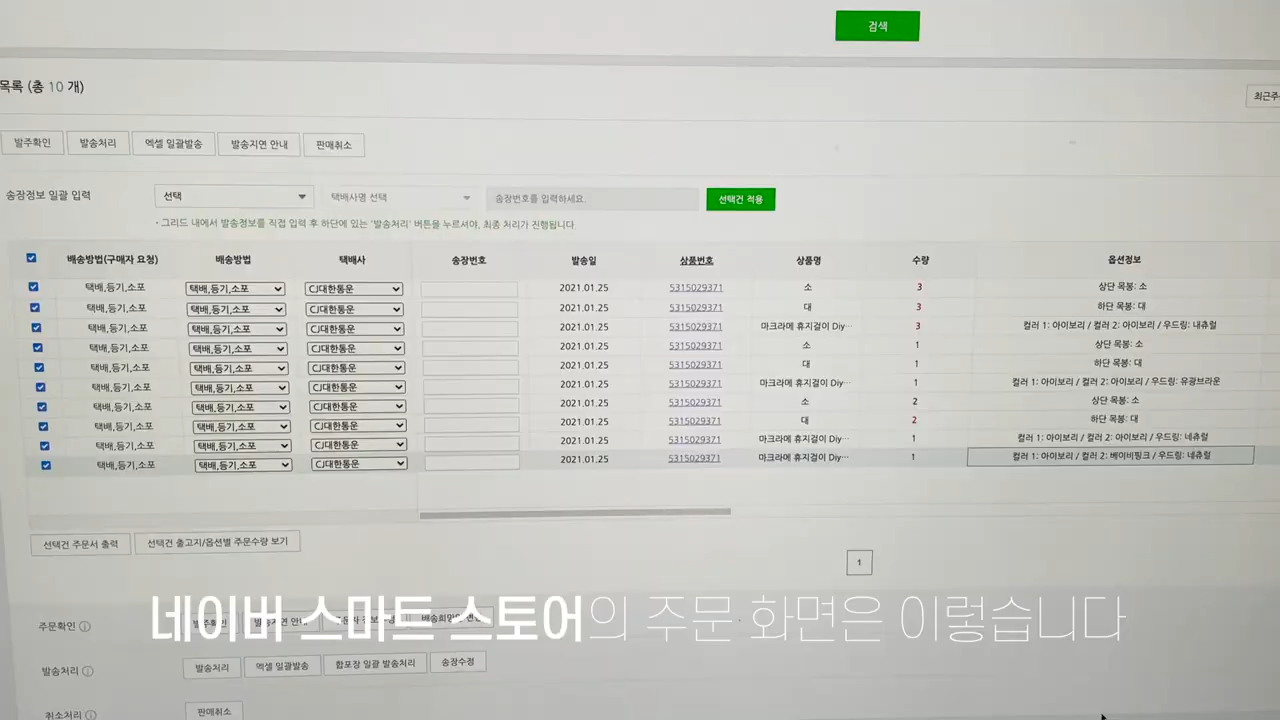 검색
목록 (총 10 개)
최근주
발주확인 발송처리 엑셀 일괄발송 발송지연 안내 판매취소
송장정보 일괄 입력 선택 택배사명 선택 송장번호를 입력하세요. 선택건 적용
· 그리드 내에서 발송정보를 직접 입력 후 하단에 있는 '발송처리' 버튼을 누르셔야, 최종 처리가 진행됩니다.
배송방법(구매자 요청) 배송방법 택배사 송장번호 발송일 상품번호 상품명 수량 옵션정보
택배,등기,소포 택배,등기,소포 CJ대한통운 2021.01.25 5315029371 소 3 상단 목봉: 소
택배,등기,소포 택배,등기,소포 CJ대한통운 2021.01.25 5315029371 대 3 하단 목봉: 대
택배,등기,소포 택배,등기,소포 CJ대한통운 2021.01.25 5315029371 마크라메 휴지걸이 Diy… 3 컬러 1: 아이보리 / 컬러 2: 아이보리 / 우드링: 내츄럴
택배,등기,소포 택배,등기,소포 CJ대한통운 2021.01.25 5315029371 소 1 상단 목봉: 소
택배,등기,소포 택배,등기,소포 CJ대한통운 2021.01.25 5315029371 대 1 하단 목봉: 대
택배,등기,소포 택배,등기,소포 CJ대한통운 2021.01.25 5315029371 마크라메 휴지걸이 Diy… 1 컬러 1: 아이보리 / 컬러 2: 아이보리 / 우드링: 유광브라운
택배,등기,소포 택배,등기,소포 CJ대한통운 2021.01.25 5315029371 소 2 상단 목봉: 소
택배,등기,소포 택배,등기,소포 CJ대한통운 2021.01.25 5315029371 대 2 하단 목봉: 대
택배,등기,소포 택배,등기,소포 CJ대한통운 2021.01.25 5315029371 마크라메 휴지걸이 Diy… 1 컬러 1: 아이보리 / 컬러 2: 아이보리 / 우드링: 네츄럴
택배,등기,소포 택배,등기,소포 CJ대한통운 2021.01.25 5315029371 마크라메 휴지걸이 Diy… 1 컬러 1: 아이보리 / 컬러 2: 베이비핑크 / 우드링: 네츄럴
선택건 주문서 출력 선택건 출고지/옵션별 주문수량 보기
1
네이버 스마트 스토어의 주문 화면은 이렇습니다
주문확인
발송처리 발송처리 엑셀 일괄발송 합포장 일괄 발송처리 송장수정
취소처리 판매취소